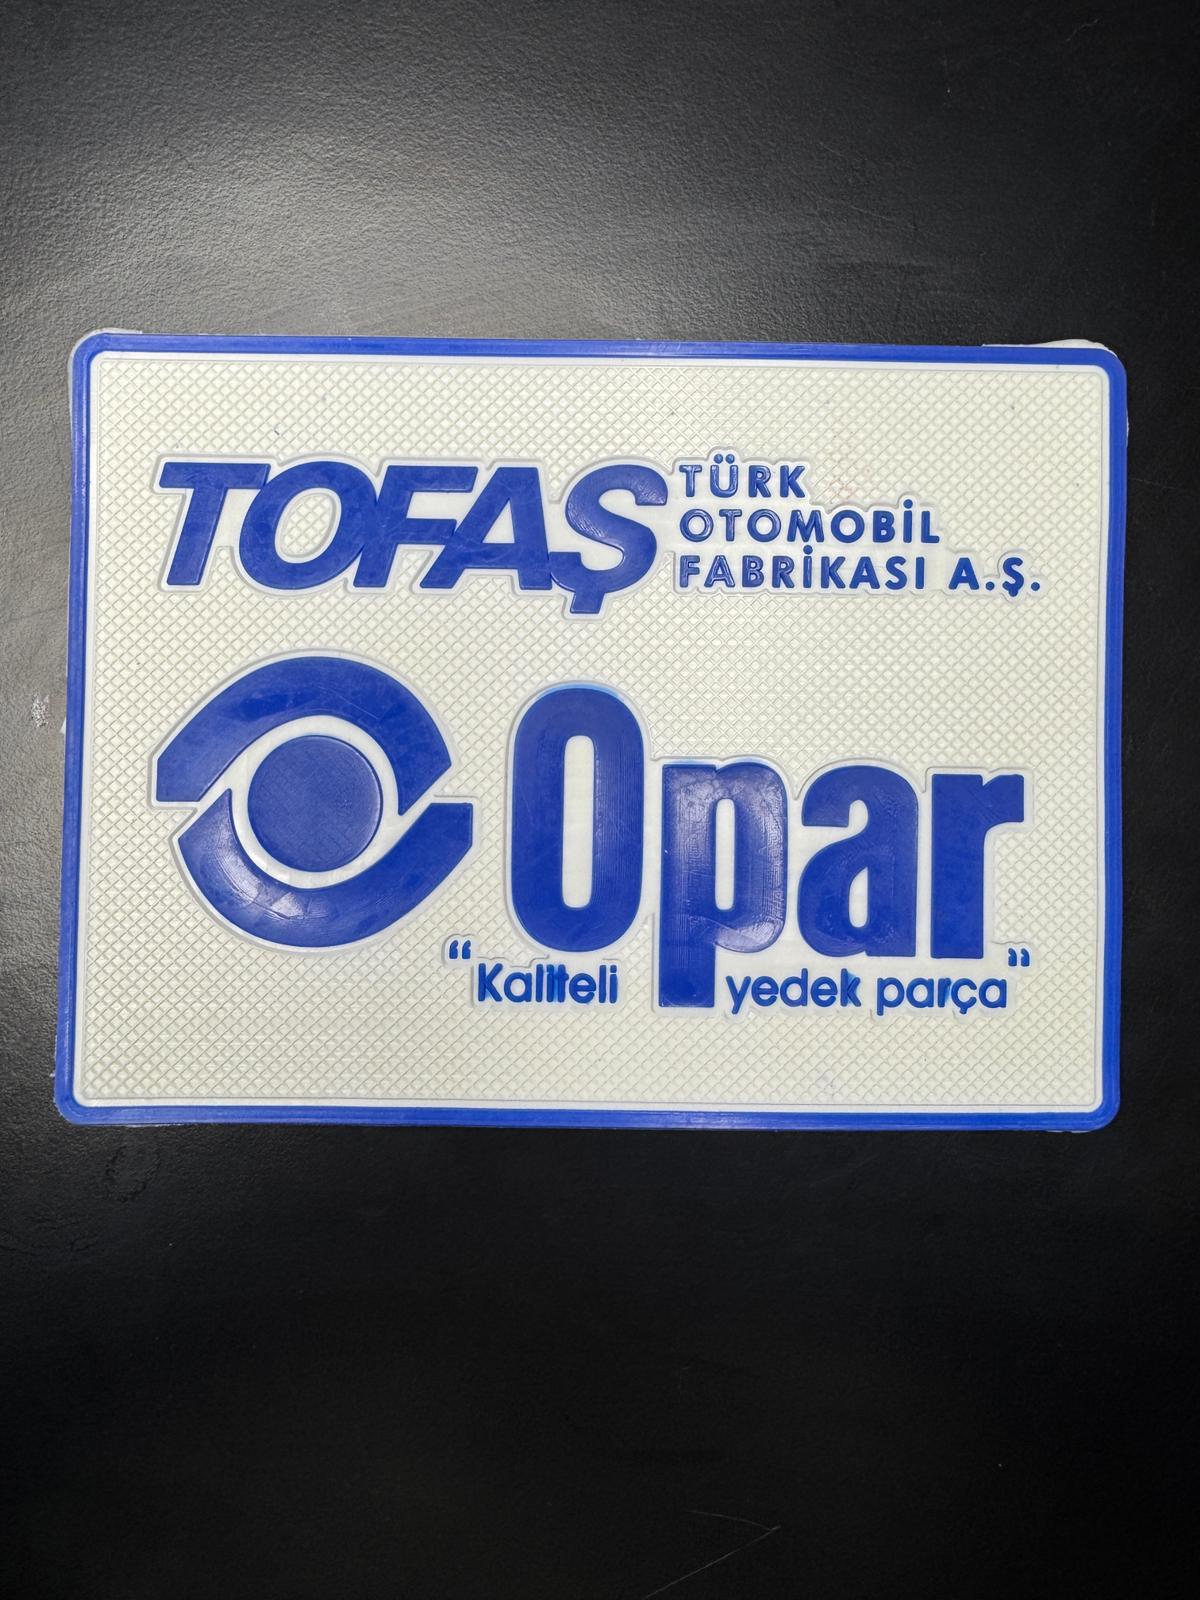 TOFAŞ
TÜRK
OTOMOBİL
FABRİKASI A.Ş.
Opar
“Kaliteli yedek parça”